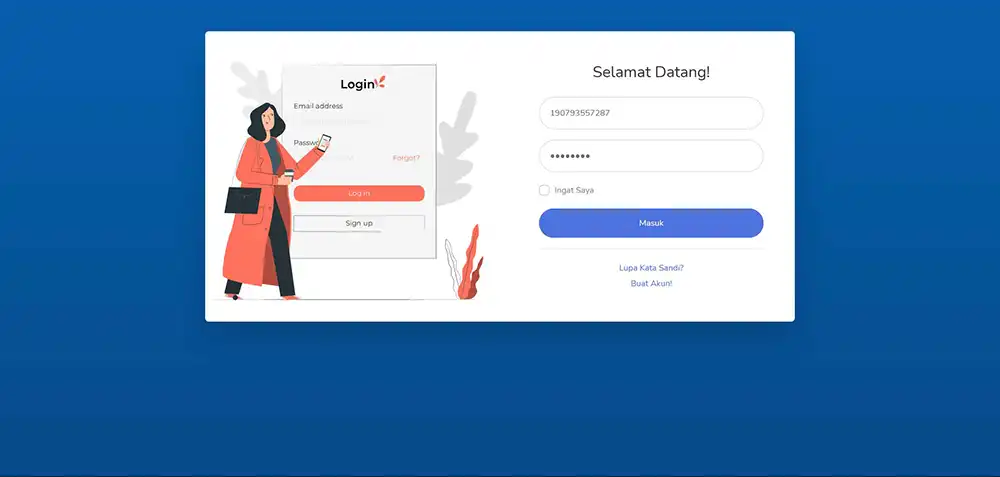 Login
Email address
Password
Forgot?
Log in
Sign up
Selamat Datang!
190793557287
••••••••
Ingat Saya
Masuk
Lupa Kata Sandi?
Buat Akun!